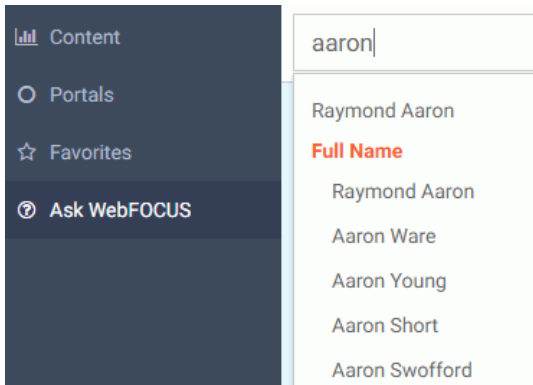 Content
Portals
Favorites
Ask WebFOCUS
aaron
Raymond Aaron
Full Name
Raymond Aaron
Aaron Ware
Aaron Young
Aaron Short
Aaron Swofford